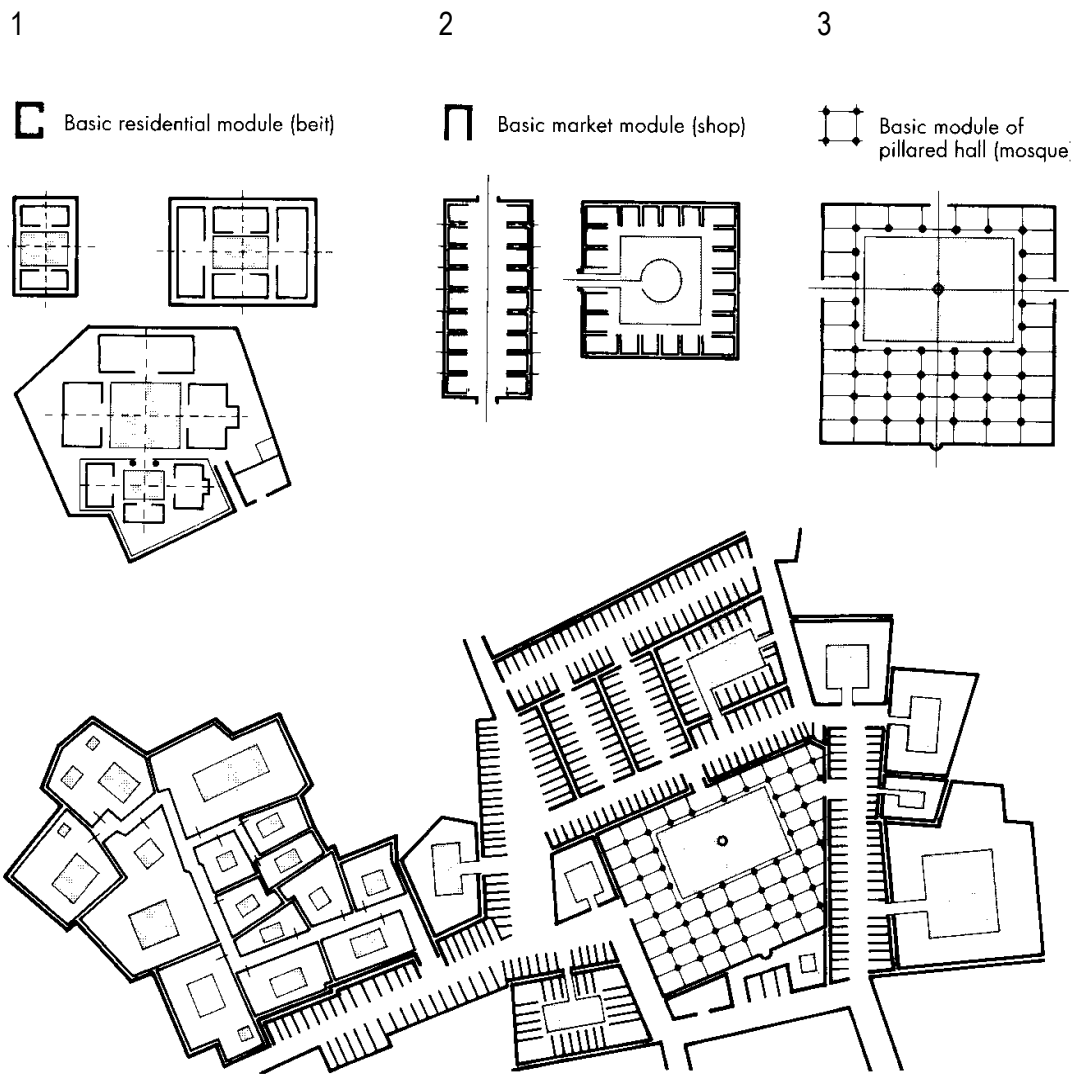 1
2
3
Basic residential module (beit)
Basic market module (shop)
Basic module of
pillared hall (mosque)